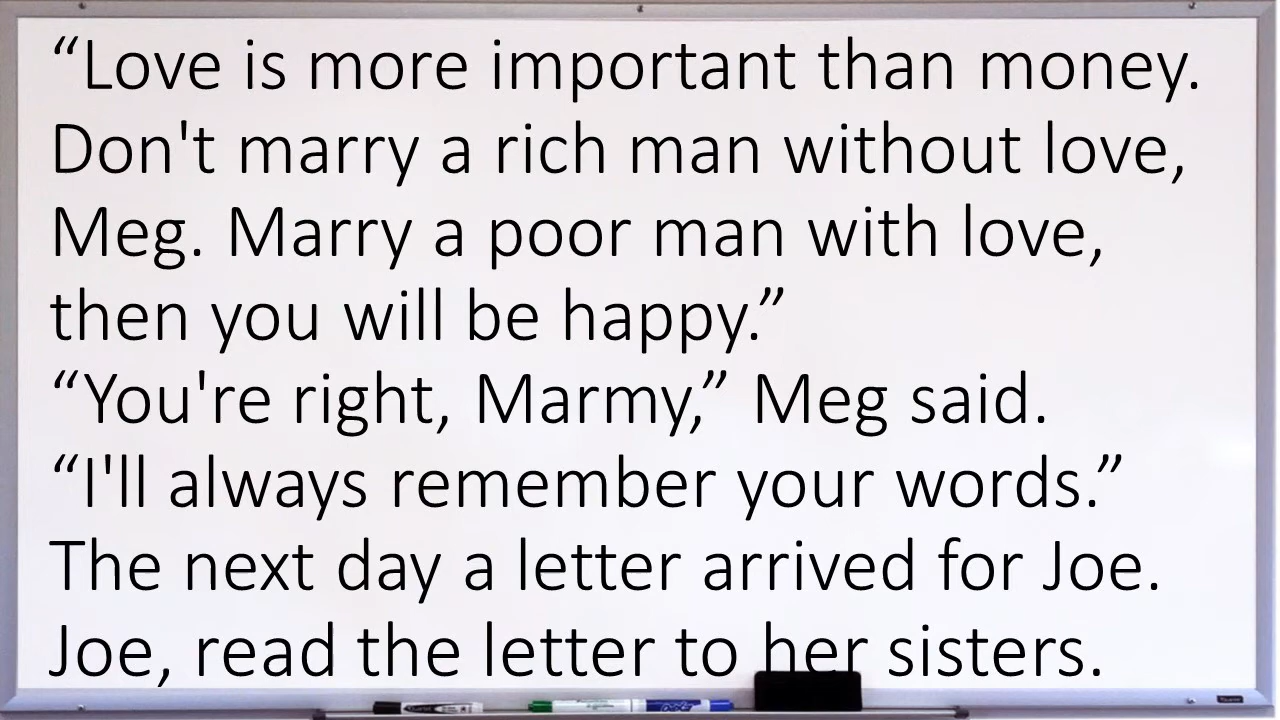 “Love is more important than money.
Don't marry a rich man without love,
Meg. Marry a poor man with love,
then you will be happy.”
“You're right, Marmy,” Meg said.
“I'll always remember your words.”
The next day a letter arrived for Joe.
Joe, read the letter to her sisters.